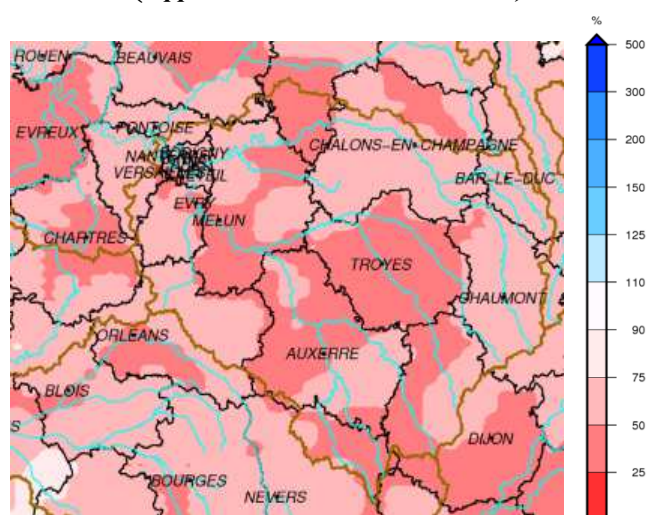 %
ROUEN BEAUVAIS
500
300
EVREUX PONTOISE
CHALONS-EN-CHAMPAGNE
200
BAR-LE-DUC
150
EVRY
MELUN
125
CHARTRES
TROYES
110
CHAUMONT
90
ORLEANS
AUXERRE
75
BLOIS
50
S
DIJON
25
BOURGES
NEVERS